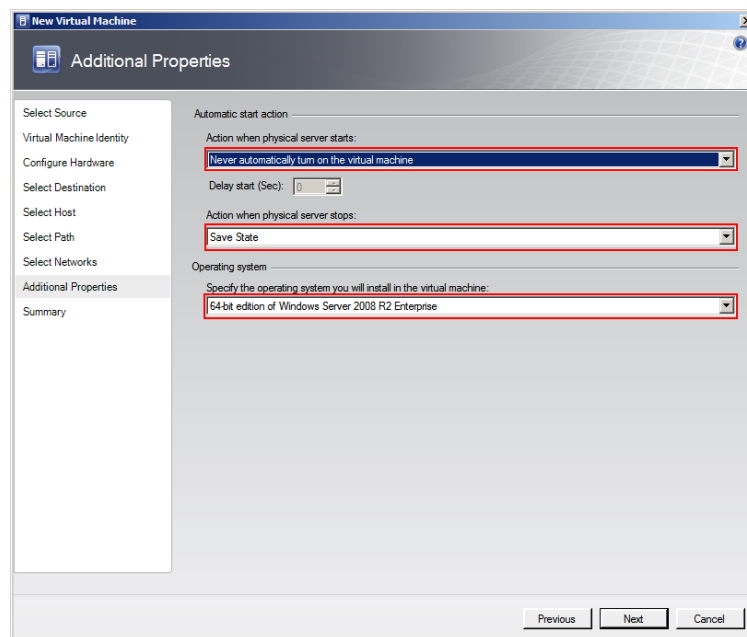 New Virtual Machine
Additional Properties
Select Source
Virtual Machine Identity
Configure Hardware
Select Destination
Select Host
Select Path
Select Networks
Additional Properties
Summary
Automatic start action
Action when physical server starts:
Never automatically turn on the virtual machine
Delay start (Sec): 0
Action when physical server stops:
Save State
Operating system
Specify the operating system you will install in the virtual machine:
64-bit edition of Windows Server 2008 R2 Enterprise
Previous Next Cancel